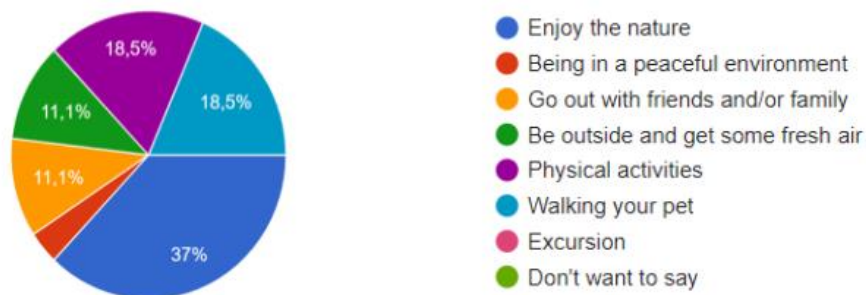 18,5%
18,5%
11,1%
11,1%
37%
Enjoy the nature
Being in a peaceful environment
Go out with friends and/or family
Be outside and get some fresh air
Physical activities
Walking your pet
Excursion
Don't want to say